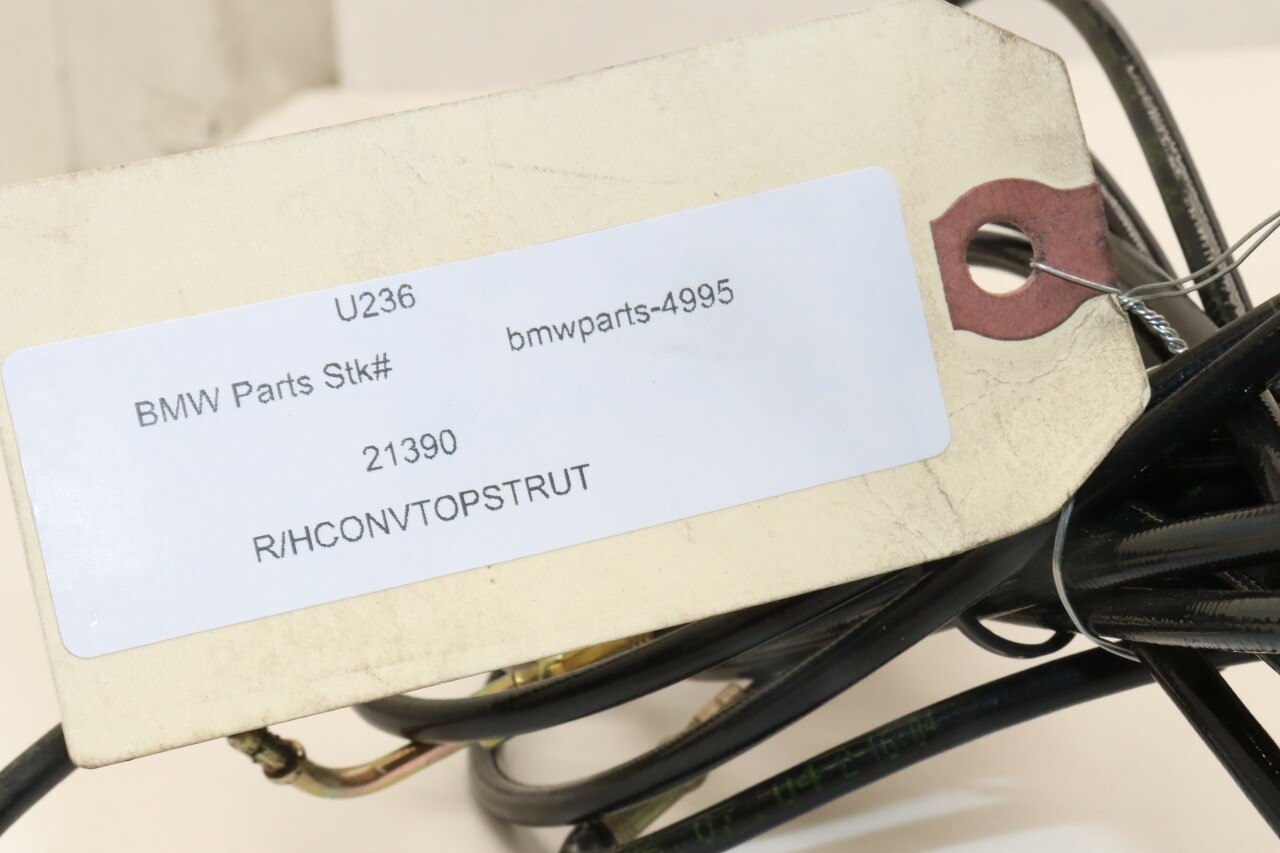 U236
BMW Parts Stk# bmwparts-4995
21390
R/HCONVTOPSTRUT